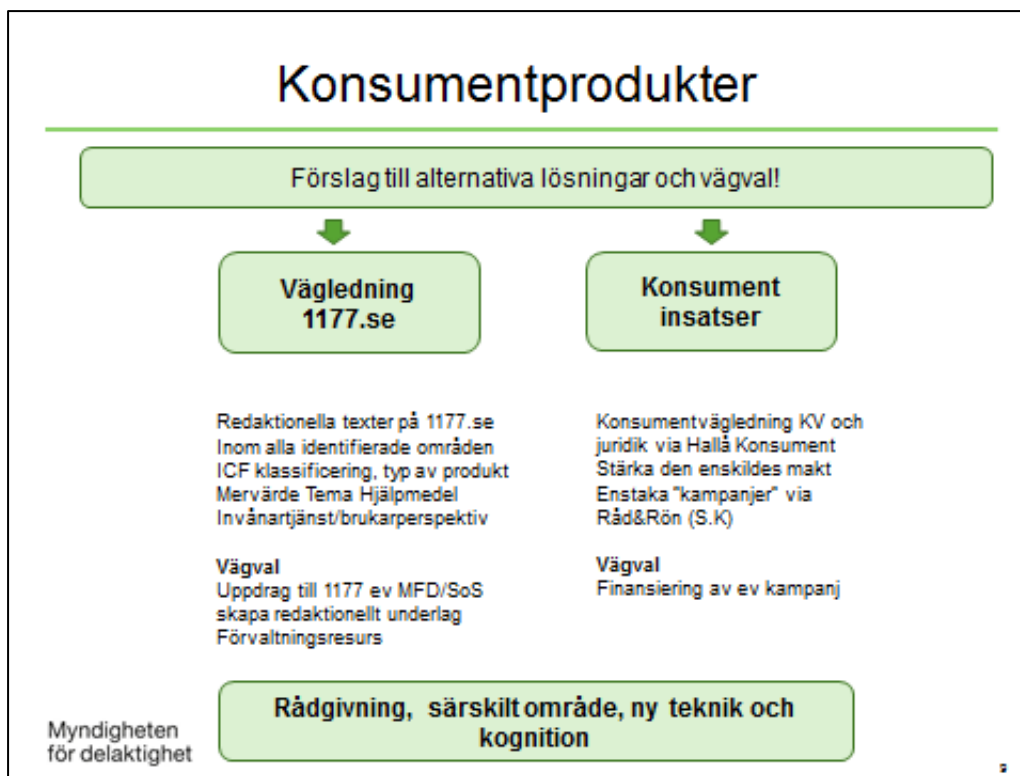 Konsumentprodukter
Förslag till alternativa lösningar och vägval!
Vägledning
1177.se
Redaktionella texter på 1177.se
Inom alla identifierade områden
ICF klassificering, typ av produkt
Mervärde Tema Hjälpmedel
Invånartjänst/brukarperspektiv
Vägval
Uppdrag till 1177 ev MFD/SoS
skapa redaktionellt underlag
Förvaltningsresurs
Konsument
insatser
Konsumentvägledning KV och
juridik via Hallå Konsument
Stärka den enskildes makt
Enstaka "kampanjer" via
Råd&Rön (S.K)
Vägval
Finansiering av ev kampanj
Rådgivning, särskilt område, ny teknik och
kognition
Myndigheten
för delaktighet